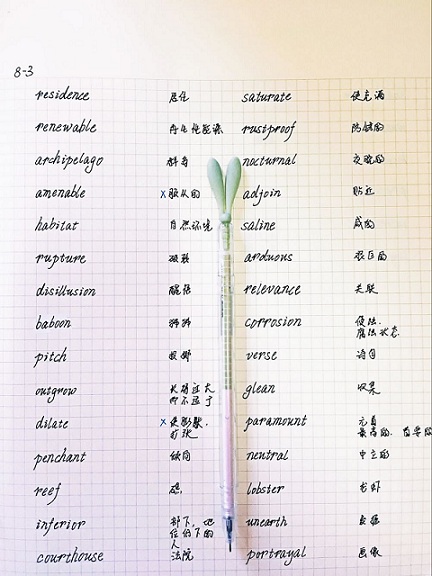 8-3
residence 居住 saturate 使充满
renewable 再生性能源 rustproof 防锈的
archipelago 群岛 nocturnal 夜晚的
amenable x 服从的 adjoin 贴近
habitat 自然环境 saline 咸的
rupture 破裂 arduous 艰巨的
disillusion 醒悟 relevance 关联
baboon 狒狒 corrosion 侵蚀.
腐蚀状态.
pitch verse 诗句
outgrow 长得过大 glean 收集
而不适了
dilate x 使膨胀. paramount 元首
扩张 最高的. 首要的
penchant 倾向 neutral 中立的
reef 礁. lobster 龙虾
inferior 部下, 地 unearth 发掘
位低下的
人
courthouse 法院 portrayal 画像